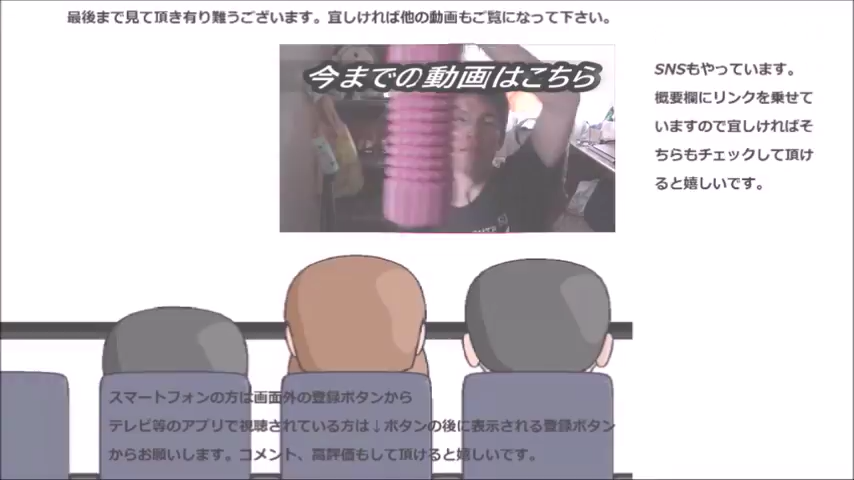 最後まで見て頂き有り難うございます。宜しければ他の動画もご覧になって下さい。
今までの動画はこちら
SNSもやっています。
概要欄にリンクを乗せて
いますので宜しければそ
ちらもチェックして頂け
ると嬉しいです。
スマートフォンの方は画面外の登録ボタンから
テレビ等のアプリで視聴されている方は↓ボタンの後に表示される登録ボタン
からお願いします。コメント、高評価もして頂けると嬉しいです。